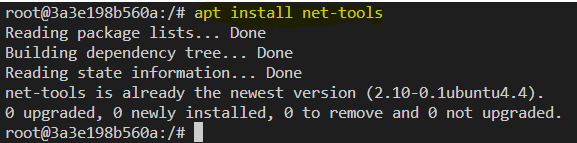 root@3a3e198b560a:/# apt install net-tools
Reading package lists... Done
Building dependency tree... Done
Reading state information... Done
net-tools is already the newest version (2.10-0.1ubuntu4.4).
0 upgraded, 0 newly installed, 0 to remove and 0 not upgraded.
root@3a3e198b560a:/#